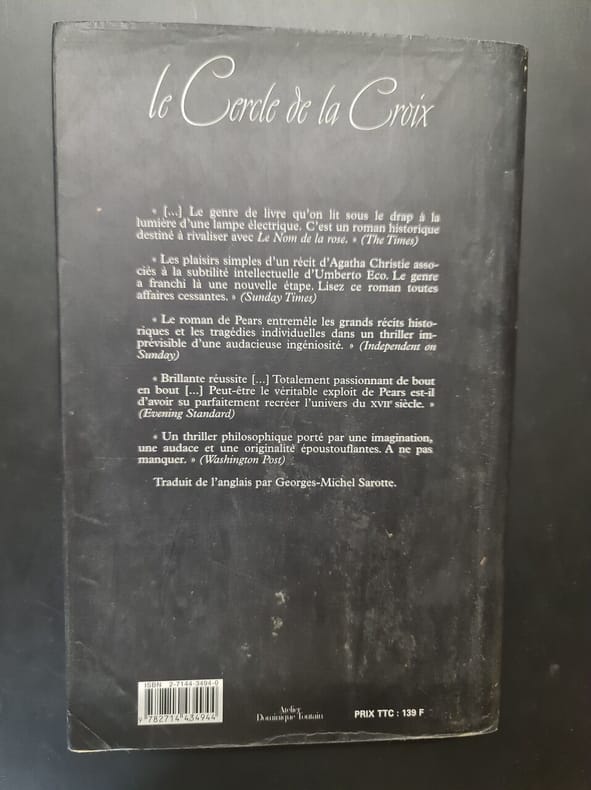 le Cercle de la Croix
« [...] Le genre de livre qu'on lit sous le drap à la
lumière d'une lampe électrique. C'est un roman historique
destiné à rivaliser avec Le Nom de la rose. » (The Times)
« Les plaisirs simples d'un récit d'Agatha Christie asso-
ciés à la subtilité intellectuelle d'Umberto Eco. Le genre
a franchi là une nouvelle étape. Lisez ce roman toutes
affaires cessantes. » (Sunday Times)
« Le roman de Pears entremêle les grands récits histo-
riques et les tragédies individuelles dans un thriller im-
prévisible d'une audacieuse ingéniosité. » (Independent on
Sunday)
« Brillante réussite [...] Totalement passionnant de bout
en bout [...] Peut-être le véritable exploit de Pears est-il
d'avoir su parfaitement recréer l'univers du XVIIe siècle. »
(Evening Standard)
« Un thriller philosophique porté par une imagination,
une audace et une originalité époustouflantes. A ne pas
manquer. » (Washington Post)
Traduit de l'anglais par Georges-Michel Sarotte.
ISBN 2-7144-3494-0
9 782714 434944
Atelier
Dominique Toutain
PRIX TTC : 139 F